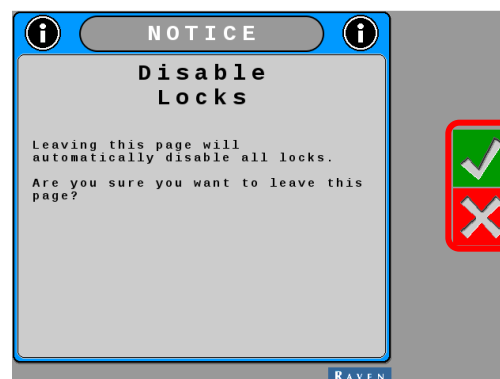 NOTICE
Disable
Locks
Leaving this page will
automatically disable all locks.
Are you sure you want to leave this
page?
RAVEN